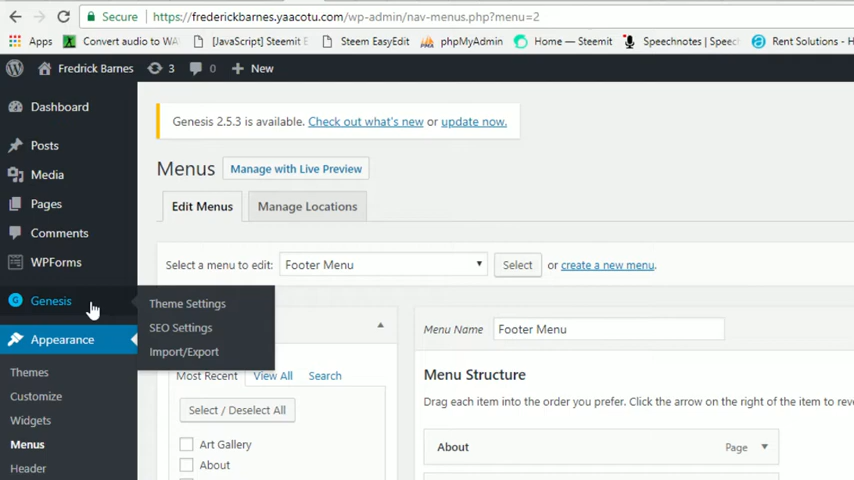 Secure https://frederickbarnes.yaacotu.com/wp-admin/nav-menus.php?menu=2
Apps Convert audio to WA [JavaScript] Steemit E Steem EasyEdit phpMyAdmin Home — Steemit Speechnotes | Speec Rent Solutions - Ho
Fredrick Barnes 3 0 New
Dashboard
Genesis 2.5.3 is available. Check out what's new or update now.
Posts
Menus Manage with Live Preview
Media
Pages
Edit Menus Manage Locations
Comments
WPForms
Select a menu to edit: Footer Menu Select or create a new menu.
Genesis
Theme Settings
SEO Settings
Import/Export
Menu Name Footer Menu
Appearance
Themes
Most Recent View All Search
Menu Structure
Customize
Drag each item into the order you prefer. Click the arrow on the right of the item to reve
Select / Deselect All
Widgets
Menus
Art Gallery
About Page
Header
About